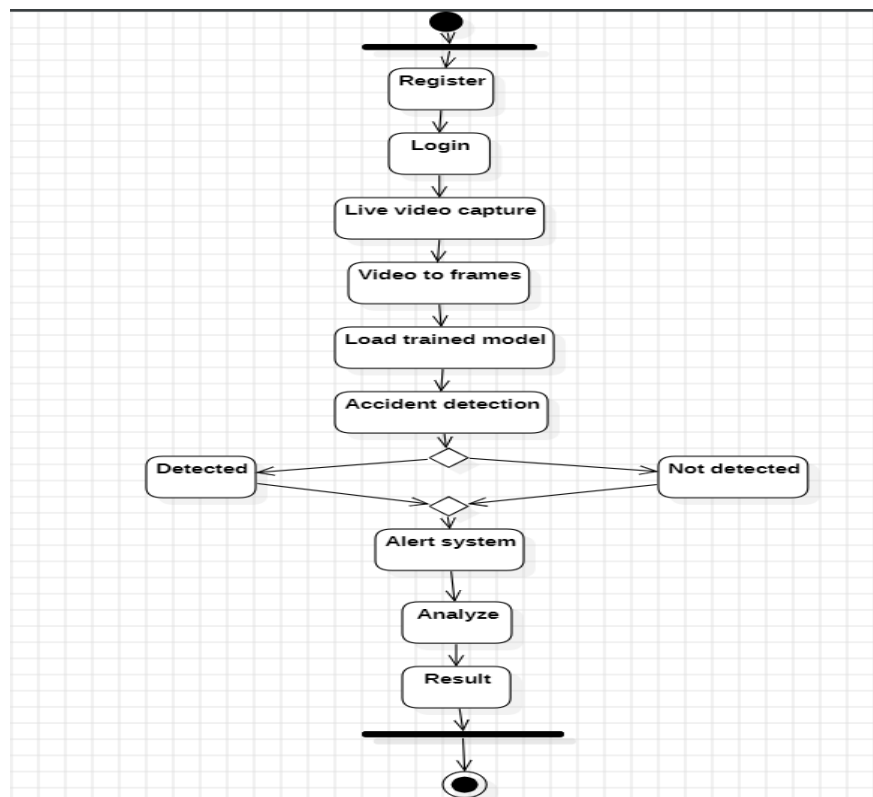 Register
Login
Live video capture
Video to frames
Load trained model
Accident detection
Detected
Not detected
Alert system
Analyze
Result